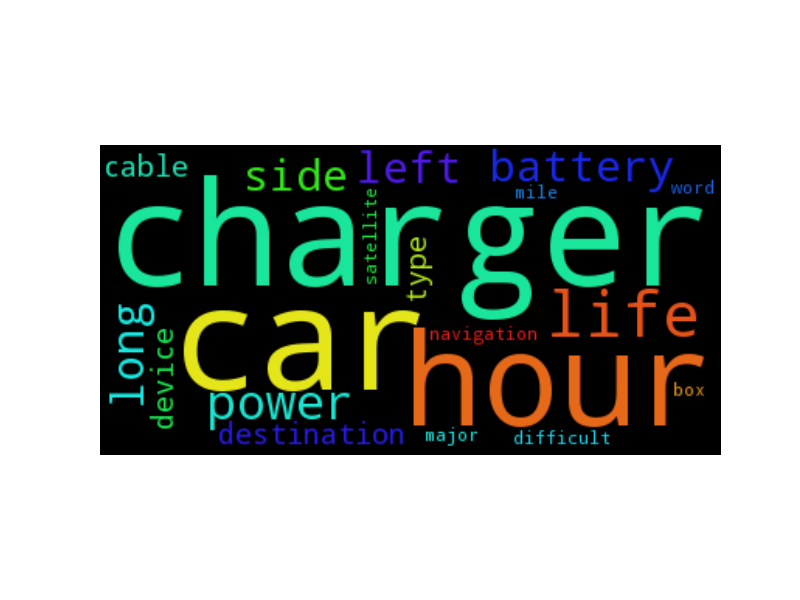 cable
side
left
battery
mile
word
charger
satellite
type
long
device
car
life
navigation
hour
box
power
destination
major
difficult